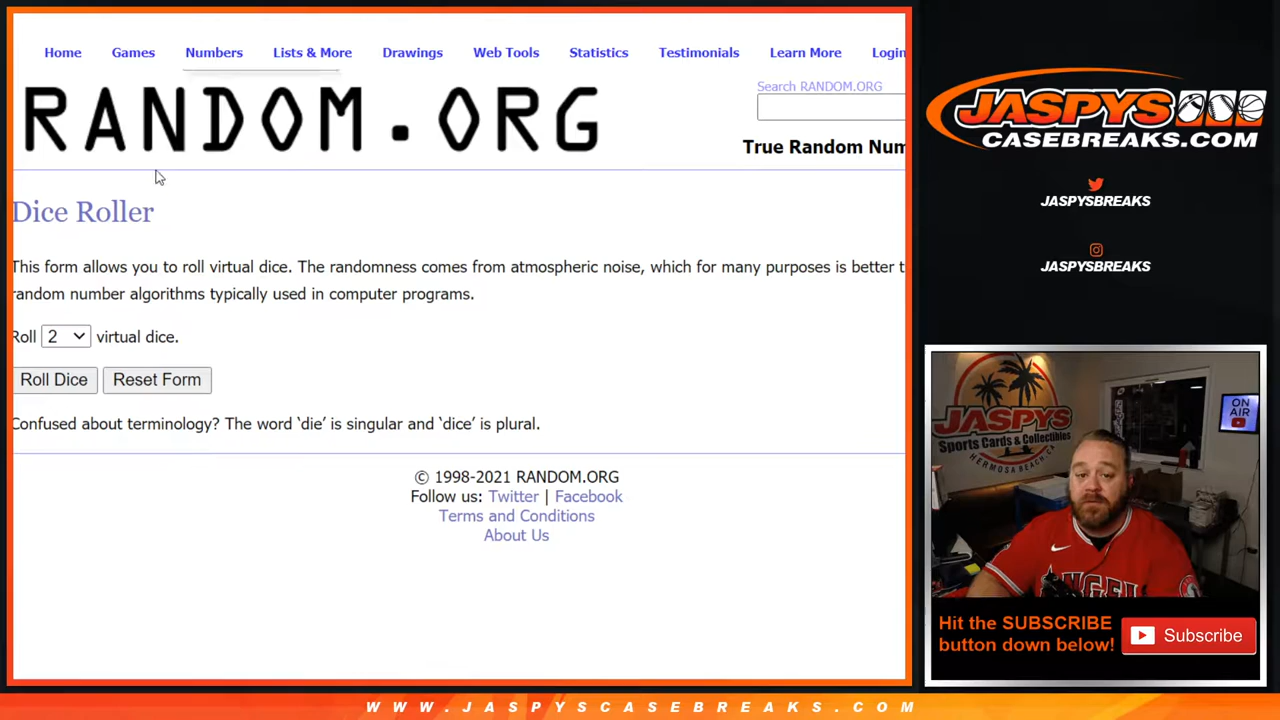 Home Games Numbers Lists & More Drawings Web Tools Statistics Testimonials Learn More Login
RANDOM.ORG
Search RANDOM.ORG
True Random Num
Dice Roller
This form allows you to roll virtual dice. The randomness comes from atmospheric noise, which for many purposes is better t
random number algorithms typically used in computer programs.
Roll 2 virtual dice.
Roll Dice Reset Form
Confused about terminology? The word ‘die’ is singular and ‘dice’ is plural.
© 1998-2021 RANDOM.ORG
Follow us: Twitter | Facebook
Terms and Conditions
About Us
JASPYS
CASEBREAKS.COM
JASPYSBREAKS
JASPYSBREAKS
JASPYS
Sports Cards & Collectibles
HERMOSA BEACH, CA
ON
AIR
ANGEL
Hit the SUBSCRIBE
button down below!
Subscribe
WWW.JASPYSCASEBREAKS.COM